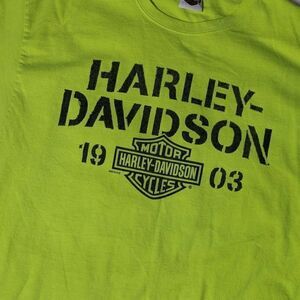 HARLEY-
DAVIDSON
19 03
MOTOR
HARLEY-DAVIDSON
CYCLES